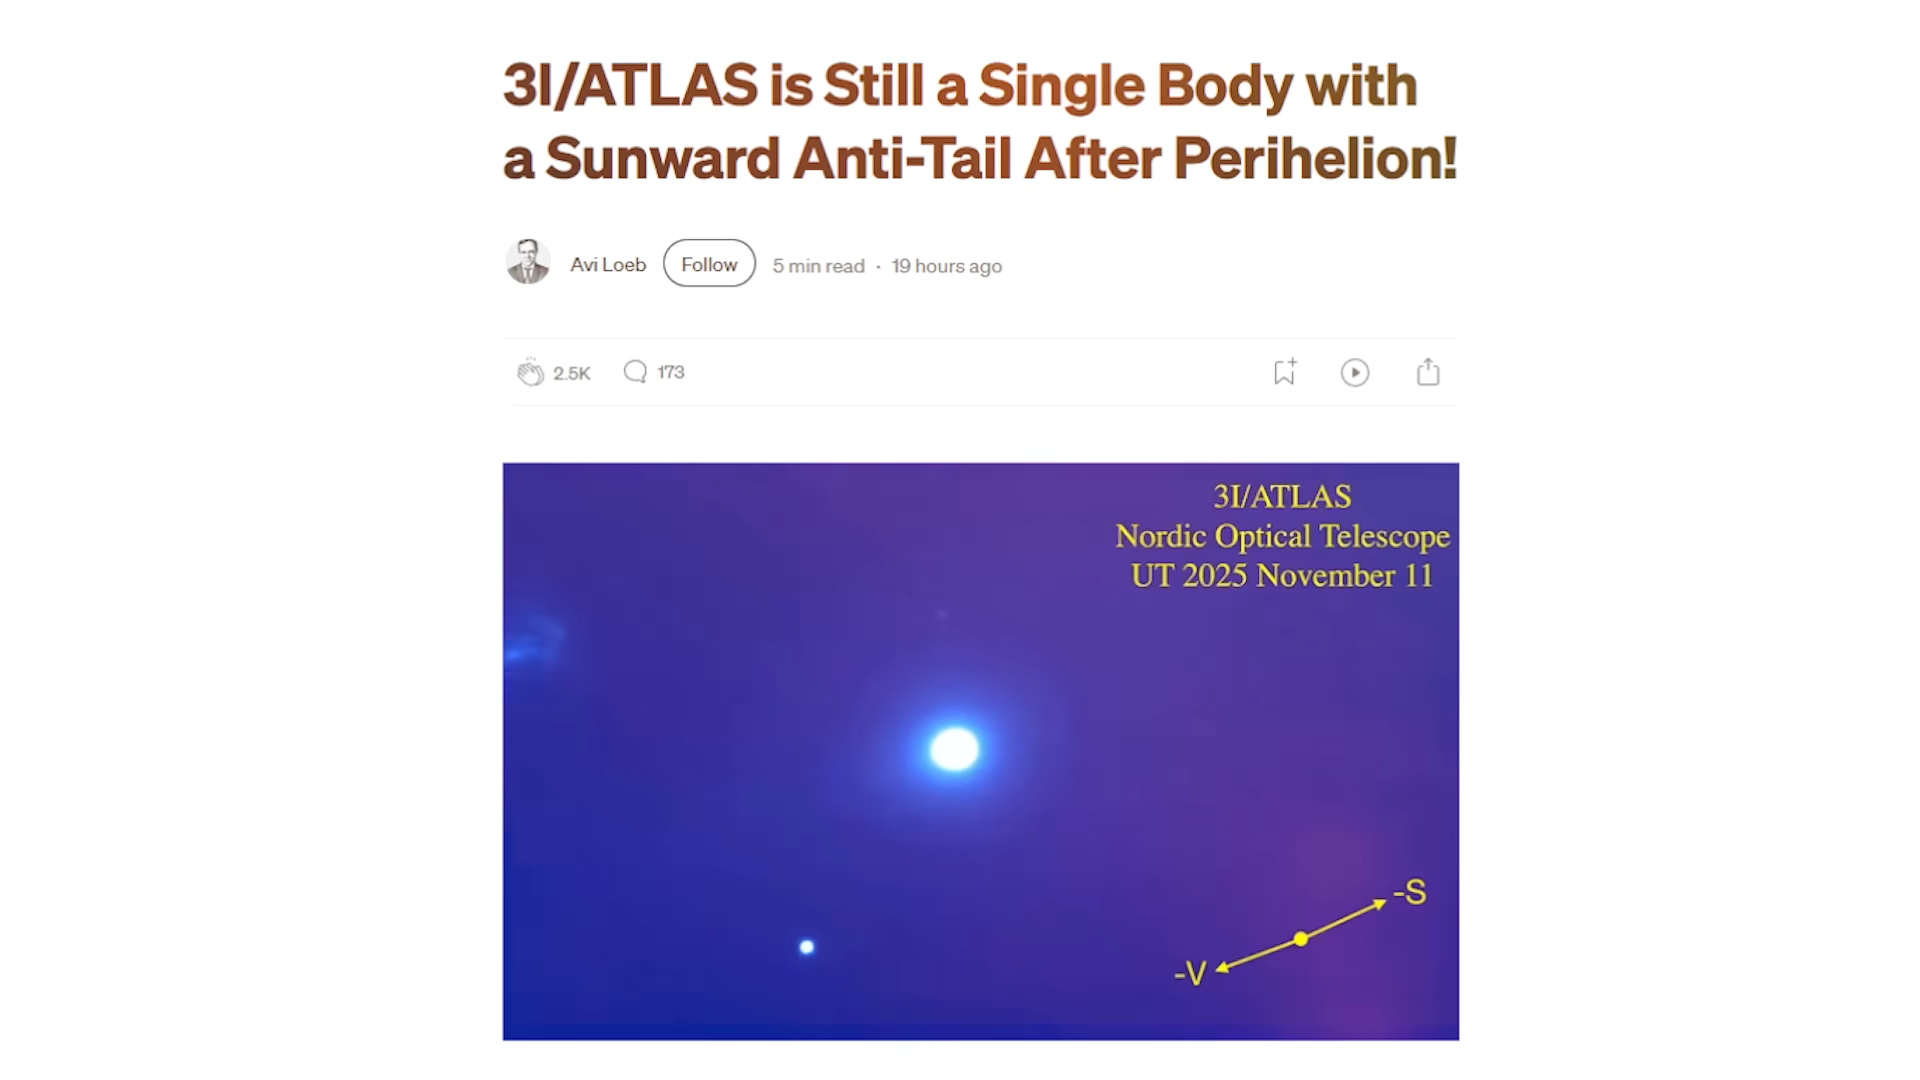 3I/ATLAS is Still a Single Body with
a Sunward Anti-Tail After Perihelion!
Avi Loeb Follow 5 min read · 19 hours ago
2.5K 173
3I/ATLAS
Nordic Optical Telescope
UT 2025 November 11
-S
-V